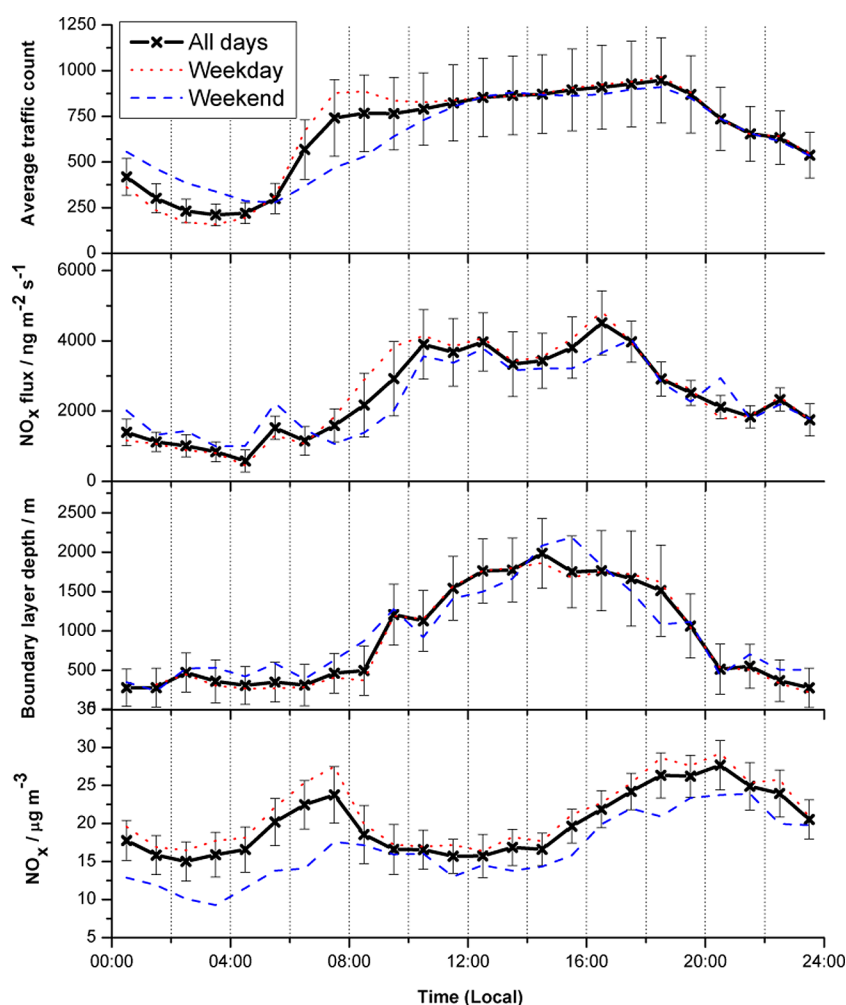 All days
Weekday
Weekend
Average traffic count
1250
1000
750
500
250
0
NOx flux / ng m⁻² s⁻¹
6000
4000
2000
0
Boundary layer depth / m
2500
2000
1500
1000
500
NOx / µg m⁻³
30
25
20
15
10
5
00:00 04:00 08:00 12:00 16:00 20:00 24:00
Time (Local)